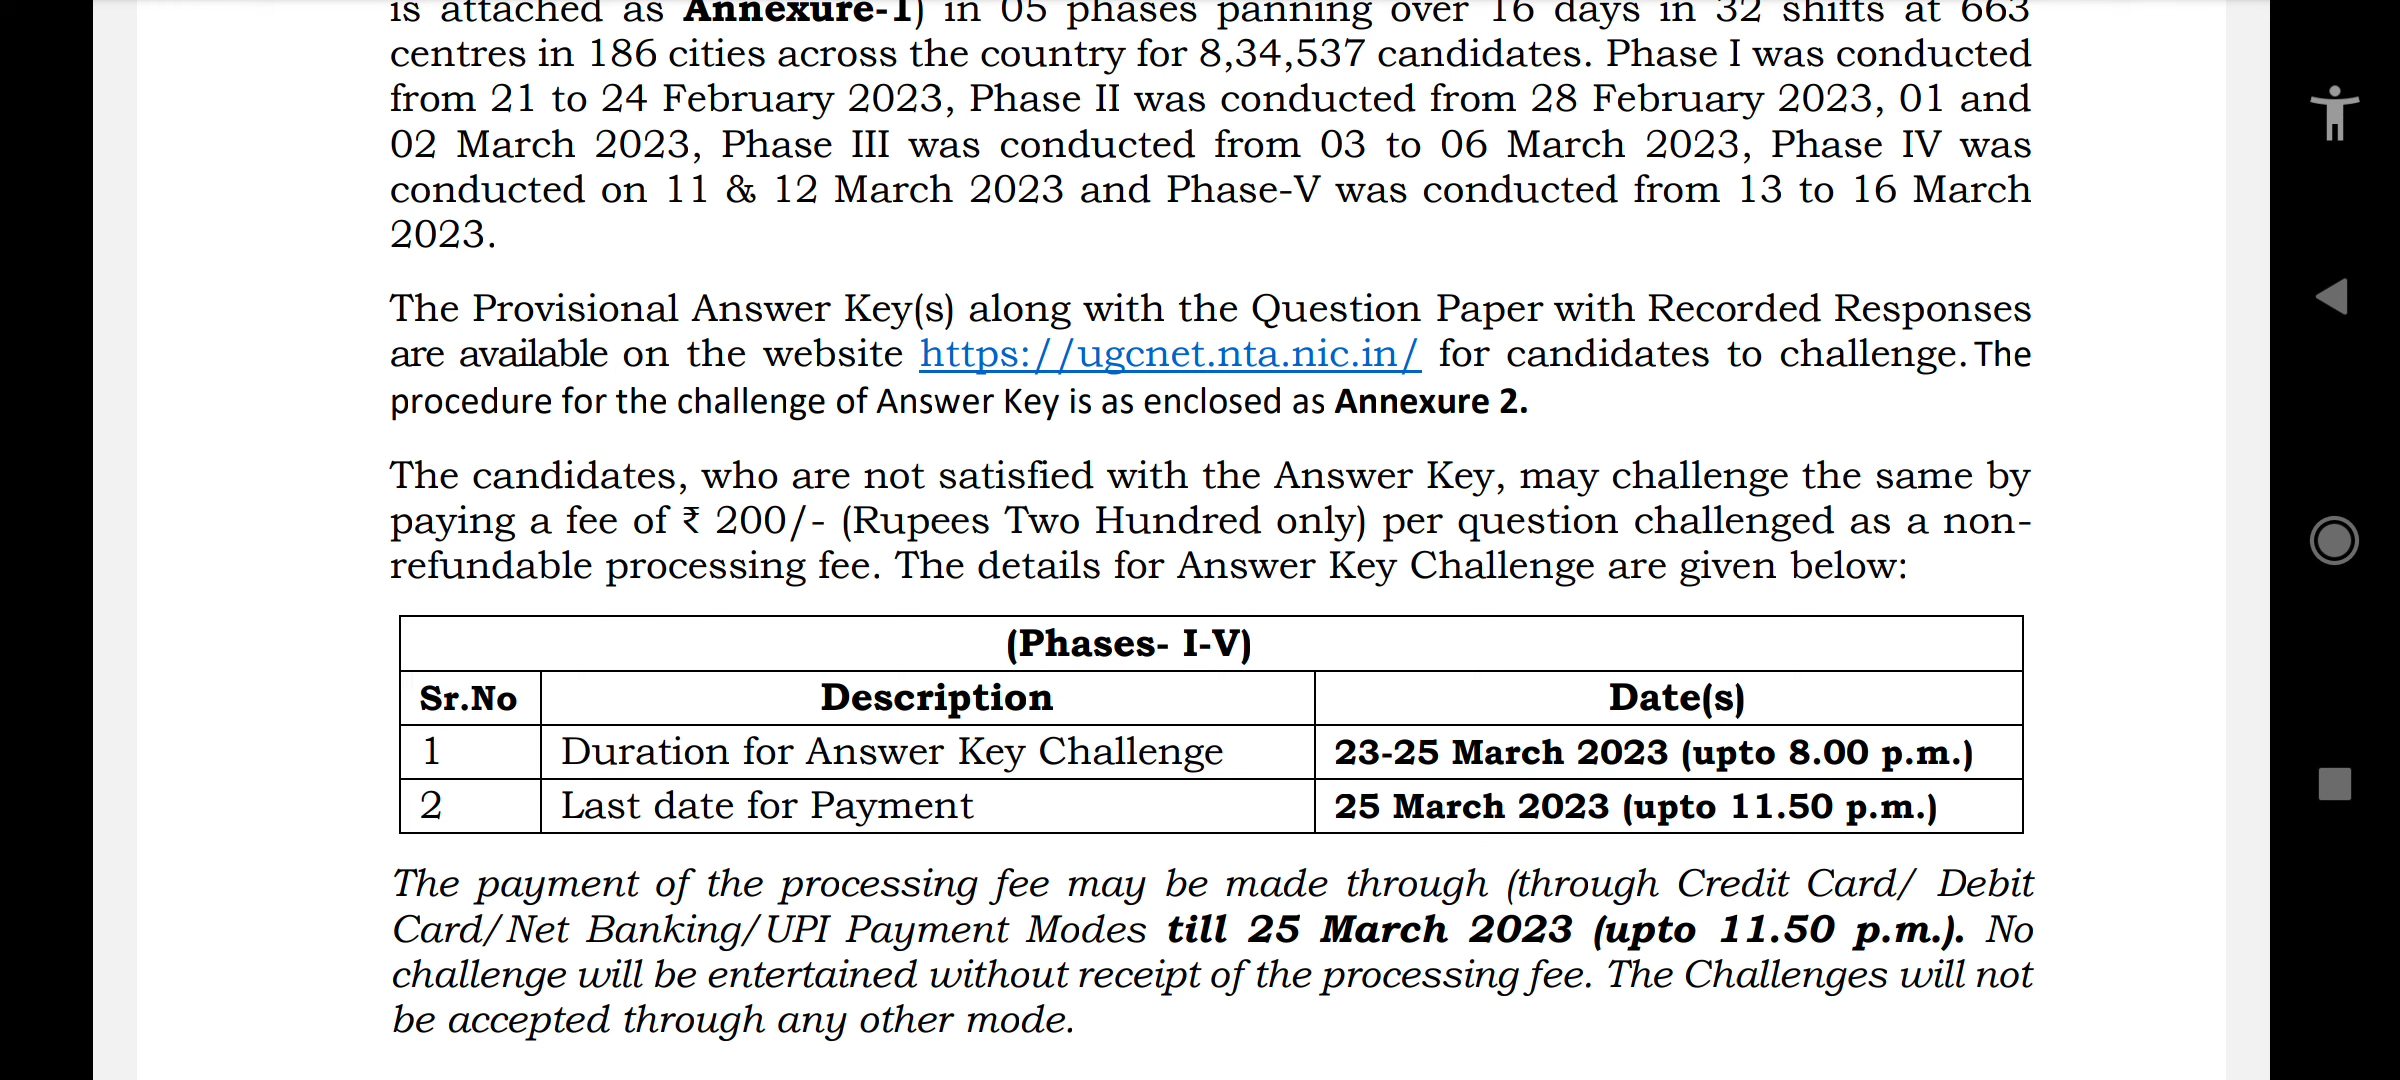 is attached as Annexure-1) in 05 phases panning over 16 days in 32 shifts at 663
centres in 186 cities across the country for 8,34,537 candidates. Phase I was conducted
from 21 to 24 February 2023, Phase II was conducted from 28 February 2023, 01 and
02 March 2023, Phase III was conducted from 03 to 06 March 2023, Phase IV was
conducted on 11 & 12 March 2023 and Phase-V was conducted from 13 to 16 March
2023.
The Provisional Answer Key(s) along with the Question Paper with Recorded Responses
are available on the website https://ugcnet.nta.nic.in/ for candidates to challenge. The
procedure for the challenge of Answer Key is as enclosed as Annexure 2.
The candidates, who are not satisfied with the Answer Key, may challenge the same by
paying a fee of ₹ 200/- (Rupees Two Hundred only) per question challenged as a non-
refundable processing fee. The details for Answer Key Challenge are given below:
(Phases- I-V)
Sr.No Description Date(s)
1 Duration for Answer Key Challenge 23-25 March 2023 (upto 8.00 p.m.)
2 Last date for Payment 25 March 2023 (upto 11.50 p.m.)
The payment of the processing fee may be made through (through Credit Card/ Debit
Card/Net Banking/UPI Payment Modes till 25 March 2023 (upto 11.50 p.m.). No
challenge will be entertained without receipt of the processing fee. The Challenges will not
be accepted through any other mode.